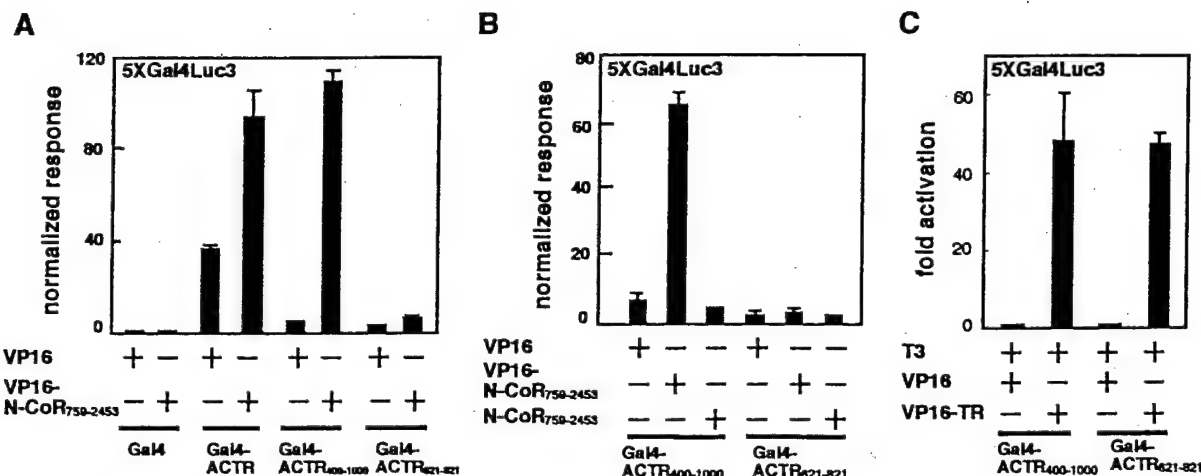 A
5XGal4Luc3
normalized response
120
80
40
0
VP16 + − + − + − + −
VP16-
N-CoR759-2453 − + − + − + − +
Gal4
Gal4-
ACTR
Gal4-
ACTR400-1000
Gal4-
ACTR621-821
B
5XGal4Luc3
normalized response
80
60
40
20
0
VP16 + − − + − −
VP16-
N-CoR759-2453 − + − − + −
N-CoR759-2453 − − + − − +
Gal4-
ACTR400-1000
Gal4-
ACTR621-821
C
5XGal4Luc3
fold activation
60
40
20
0
T3 + + + +
VP16 + − + −
VP16-TR − + − +
Gal4-
ACTR400-1000
Gal4-
ACTR621-821